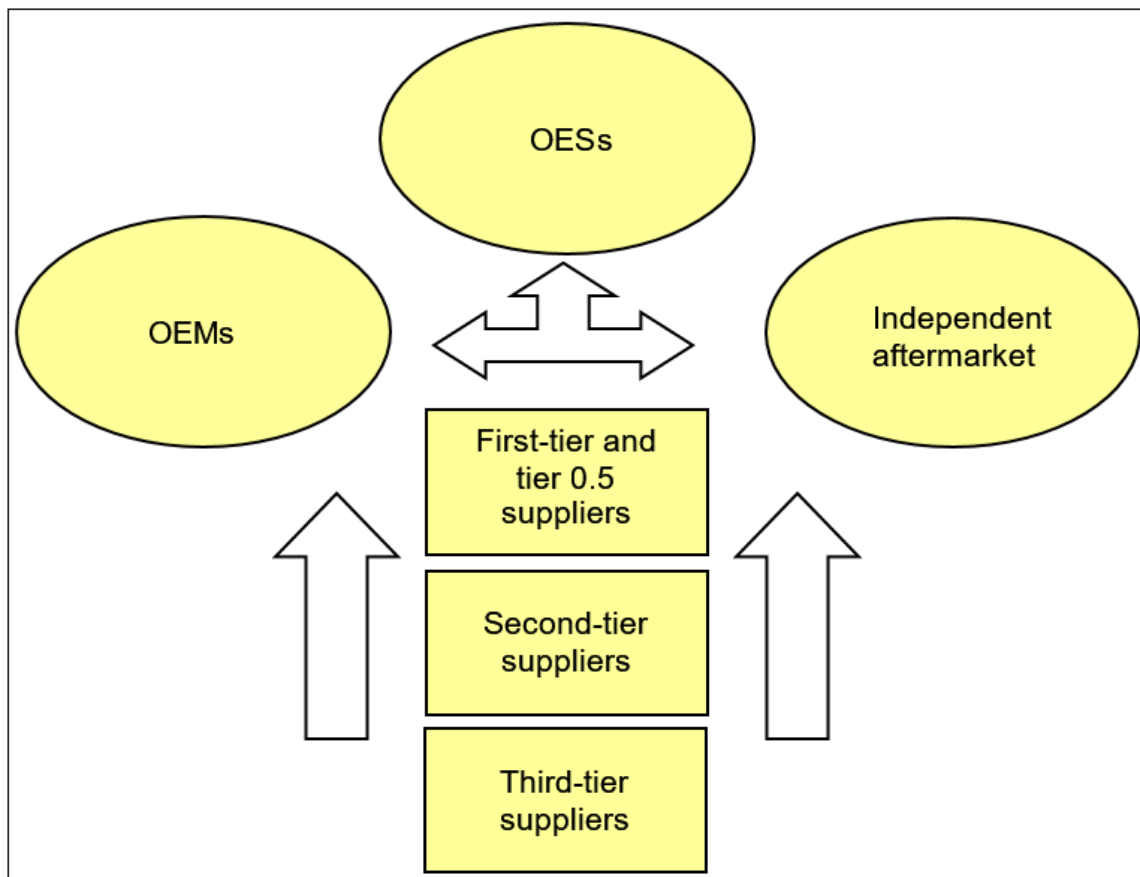 OESs
OEMs
Independent
aftermarket
First-tier and
tier 0.5
suppliers
Second-tier
suppliers
Third-tier
suppliers